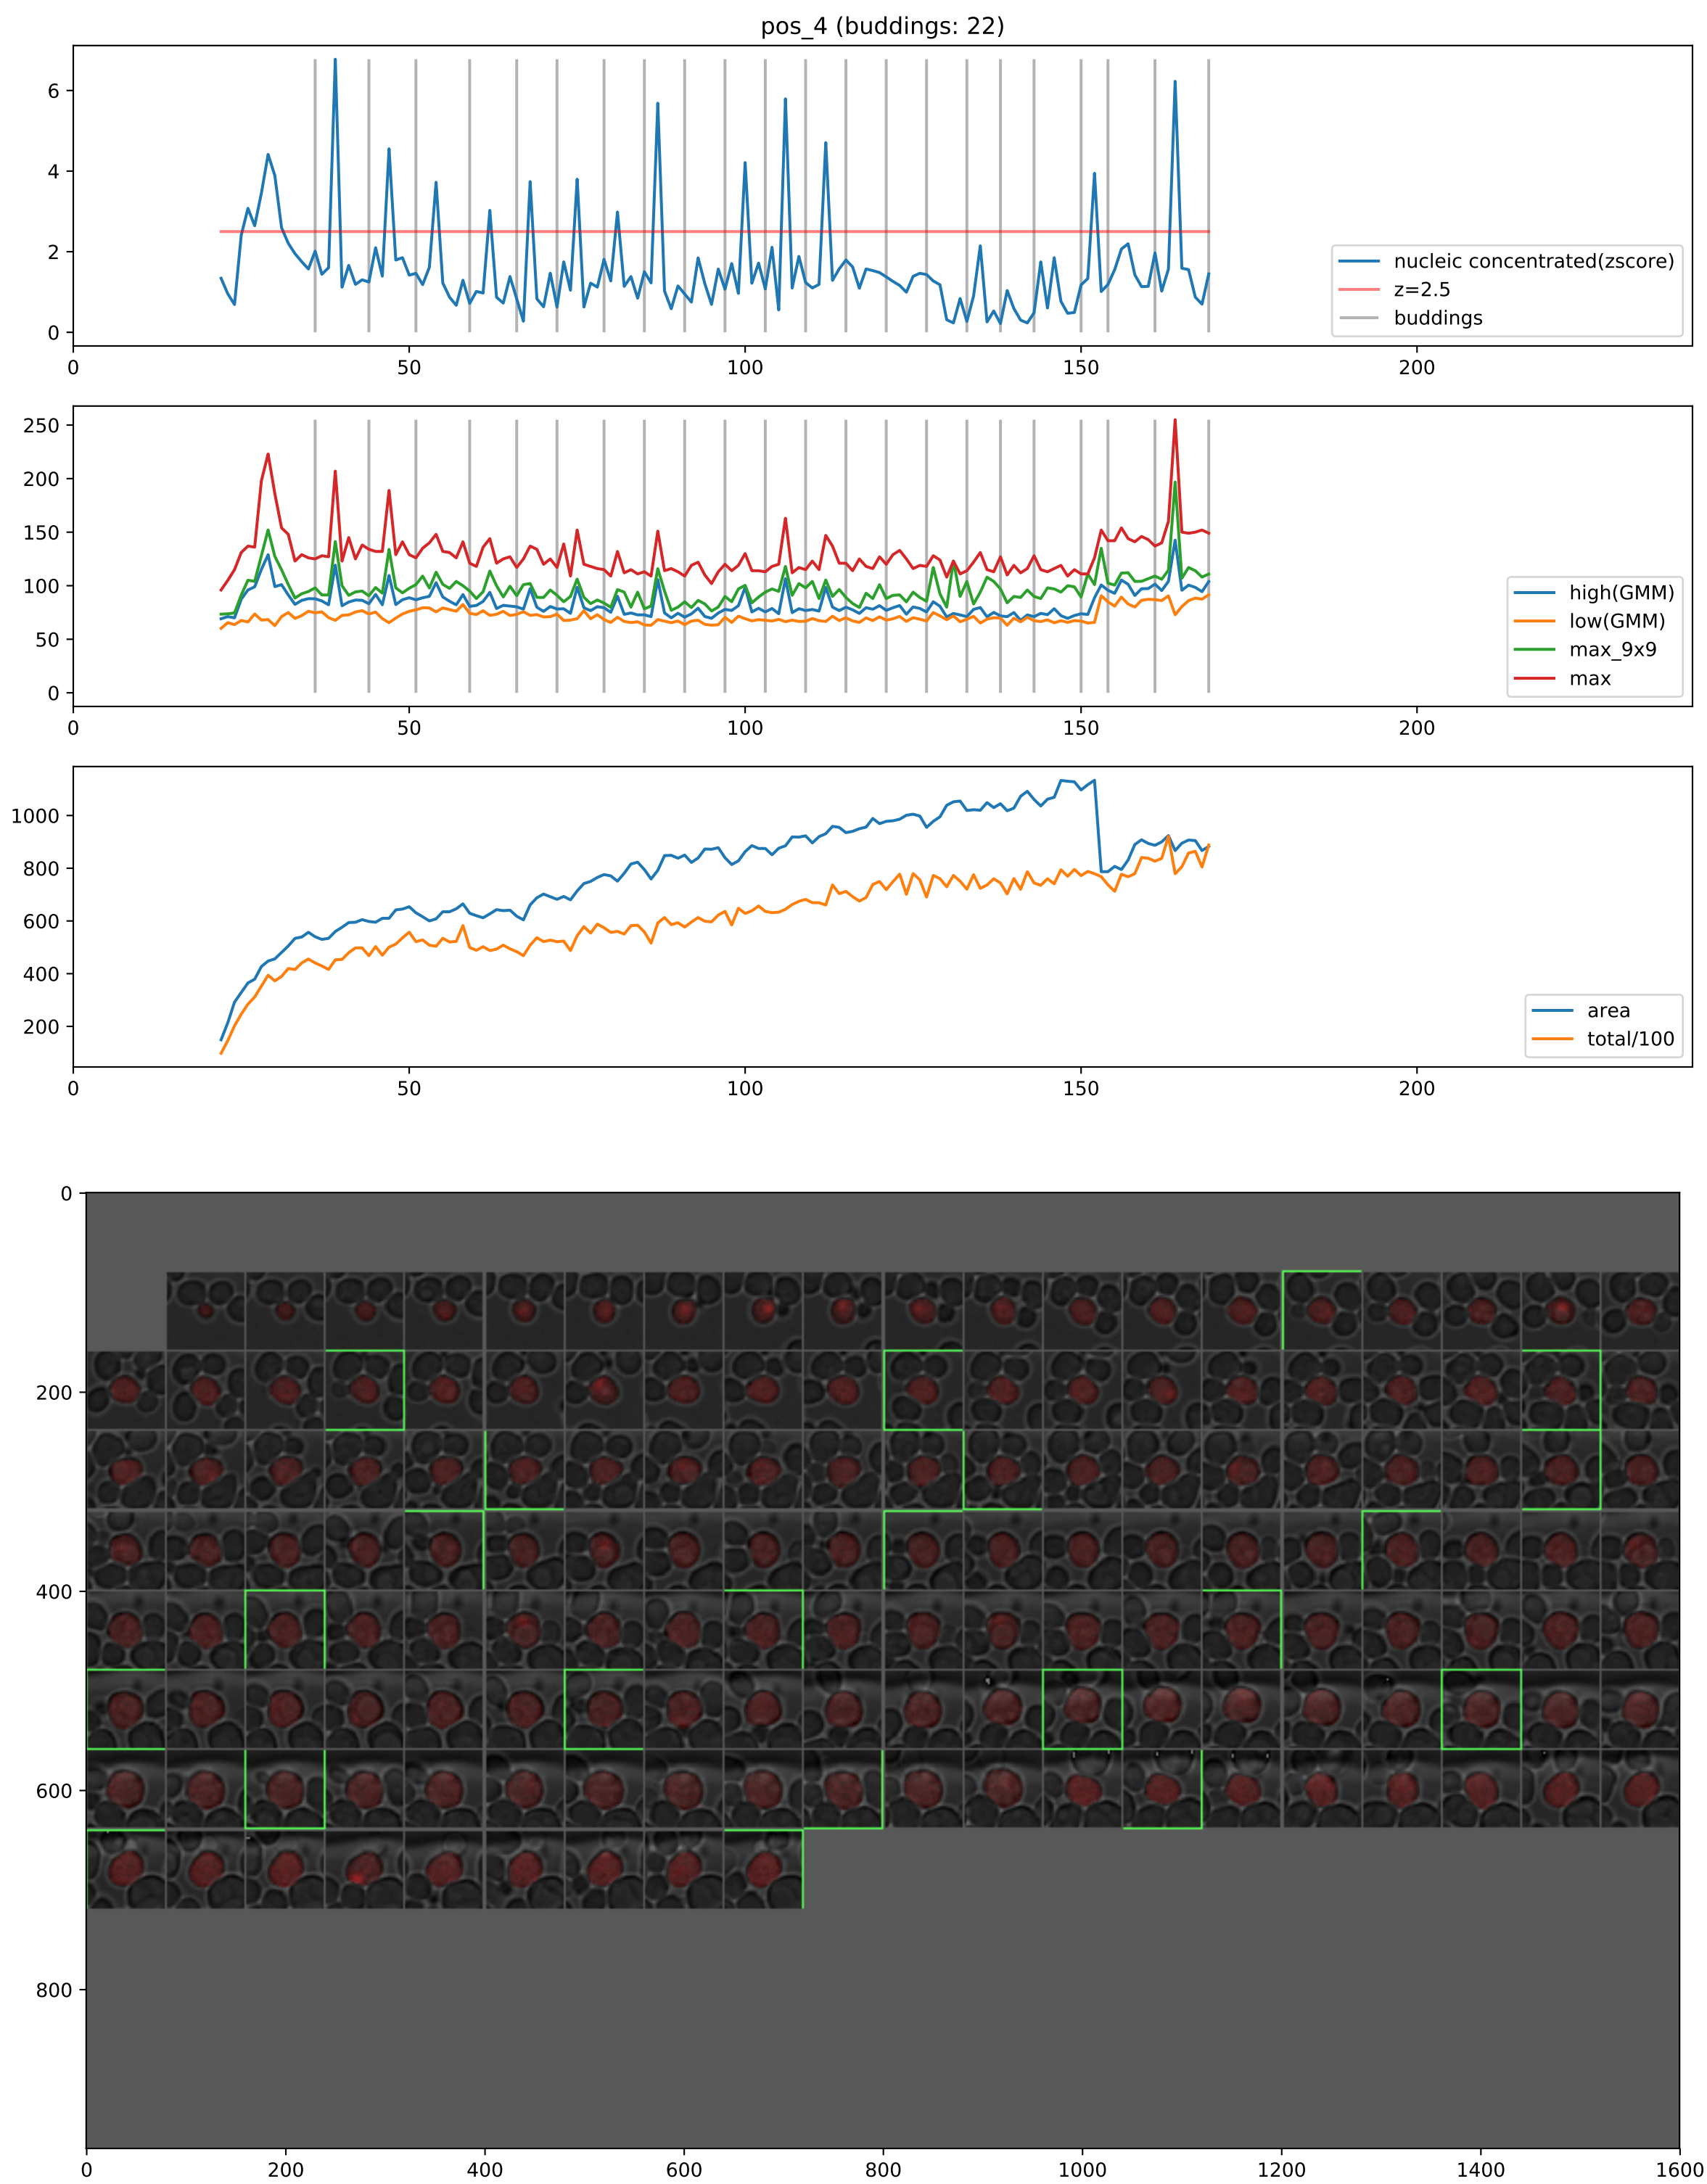 pos_4 (buddings: 22)
6
4
2
0
nucleic concentrated(zscore)
z=2.5
buddings
0 50 100 150 200
250
200
150
100
50
0
high(GMM)
low(GMM)
max_9x9
max
0 50 100 150 200
1000
800
600
400
200
area
total/100
0 50 100 150 200
0
200
400
600
800
0 200 400 600 800 1000 1200 1400 1600